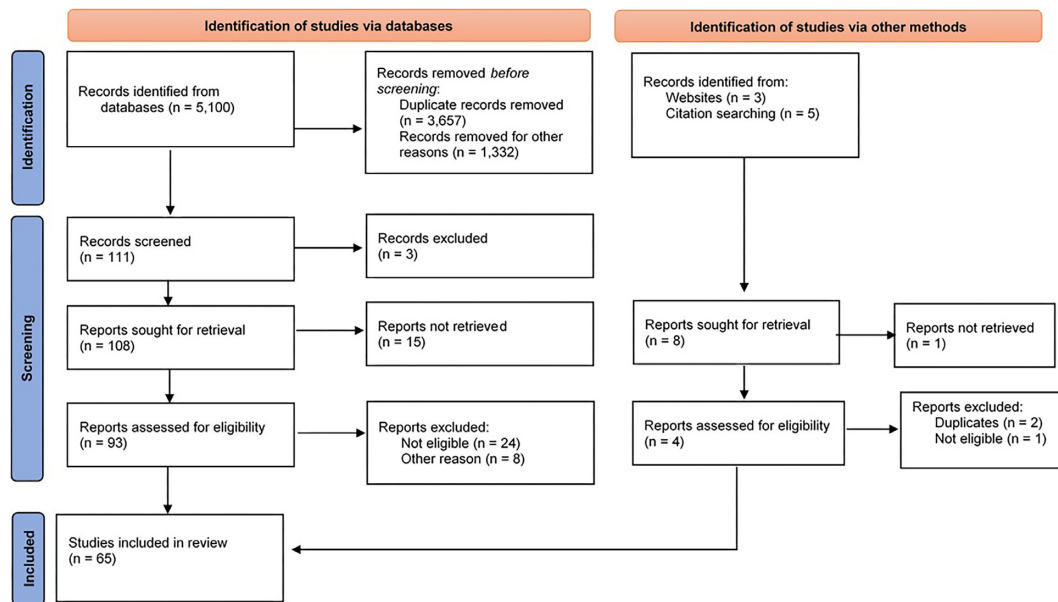 Identification of studies via databases
Identification of studies via other methods
Identification
Records identified from
databases (n = 5,100)
Records removed before
screening:
Duplicate records removed
(n = 3,657)
Records removed for other
reasons (n = 1,332)
Records identified from:
Websites (n = 3)
Citation searching (n = 5)
Screening
Records screened
(n = 111)
Records excluded
(n = 3)
Reports sought for retrieval
(n = 108)
Reports not retrieved
(n = 15)
Reports sought for retrieval
(n = 8)
Reports not retrieved
(n = 1)
Reports assessed for eligibility
(n = 93)
Reports excluded:
Not eligible (n = 24)
Other reason (n = 8)
Reports assessed for eligibility
(n = 4)
Reports excluded:
Duplicates (n = 2)
Not eligible (n = 1)
Included
Studies included in review
(n = 65)